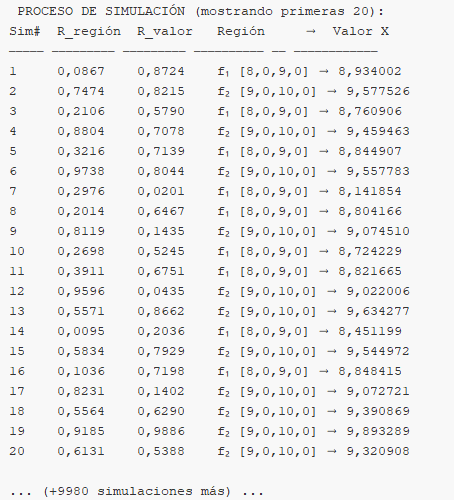 PROCESO DE SIMULACIÓN (mostrando primeras 20):
Sim# R_región R_valor Región → Valor X
───── ───────── ───────── ────────── ── ────────────
1 0,0867 0,8724 f₁ [8,0,9,0] → 8,934002
2 0,7474 0,8215 f₂ [9,0,10,0] → 9,577526
3 0,2106 0,5790 f₁ [8,0,9,0] → 8,760906
4 0,8804 0,7078 f₂ [9,0,10,0] → 9,459463
5 0,3216 0,7139 f₁ [8,0,9,0] → 8,844907
6 0,9738 0,8044 f₂ [9,0,10,0] → 9,557783
7 0,2976 0,0201 f₁ [8,0,9,0] → 8,141854
8 0,2014 0,6467 f₁ [8,0,9,0] → 8,804166
9 0,8119 0,1435 f₂ [9,0,10,0] → 9,074510
10 0,2698 0,5245 f₁ [8,0,9,0] → 8,724229
11 0,3911 0,6751 f₁ [8,0,9,0] → 8,821665
12 0,9596 0,0435 f₂ [9,0,10,0] → 9,022006
13 0,5571 0,8662 f₂ [9,0,10,0] → 9,634277
14 0,0095 0,2036 f₁ [8,0,9,0] → 8,451199
15 0,5834 0,7929 f₂ [9,0,10,0] → 9,544972
16 0,1036 0,7198 f₁ [8,0,9,0] → 8,848415
17 0,8231 0,1402 f₂ [9,0,10,0] → 9,072721
18 0,5564 0,6290 f₂ [9,0,10,0] → 9,390869
19 0,9185 0,9886 f₂ [9,0,10,0] → 9,893289
20 0,6131 0,5388 f₂ [9,0,10,0] → 9,320908
... (+9980 simulaciones más) ...